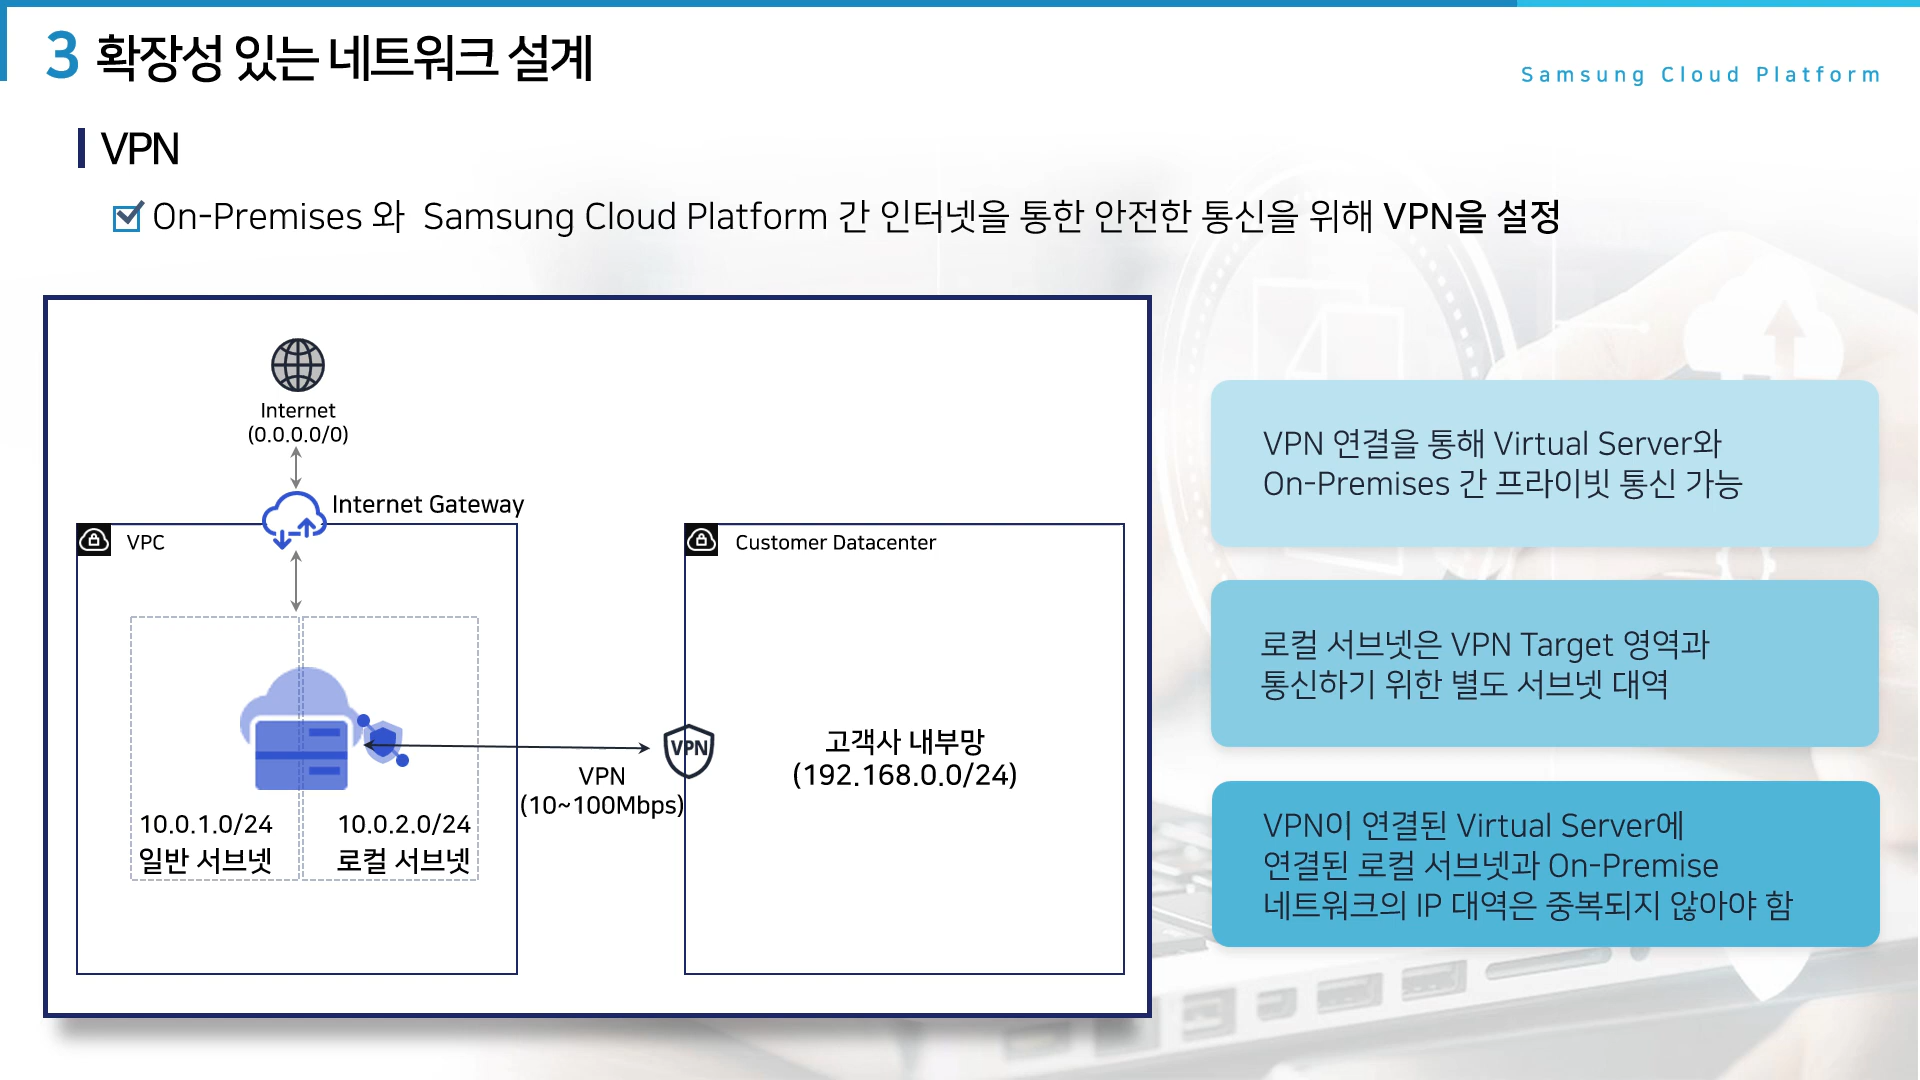 3 확장성 있는 네트워크 설계
Samsung Cloud Platform
VPN
On-Premises 와 Samsung Cloud Platform 간 인터넷을 통한 안전한 통신을 위해 VPN을 설정
Internet
(0.0.0.0/0)
Internet Gateway
VPC
Customer Datacenter
VPN
VPN
(10~100Mbps)
고객사 내부망
(192.168.0.0/24)
10.0.1.0/24
일반 서브넷
10.0.2.0/24
로컬 서브넷
VPN 연결을 통해 Virtual Server와
On-Premises 간 프라이빗 통신 가능
로컬 서브넷은 VPN Target 영역과
통신하기 위한 별도 서브넷 대역
VPN이 연결된 Virtual Server에
연결된 로컬 서브넷과 On-Premise
네트워크의 IP 대역은 중복되지 않아야 함